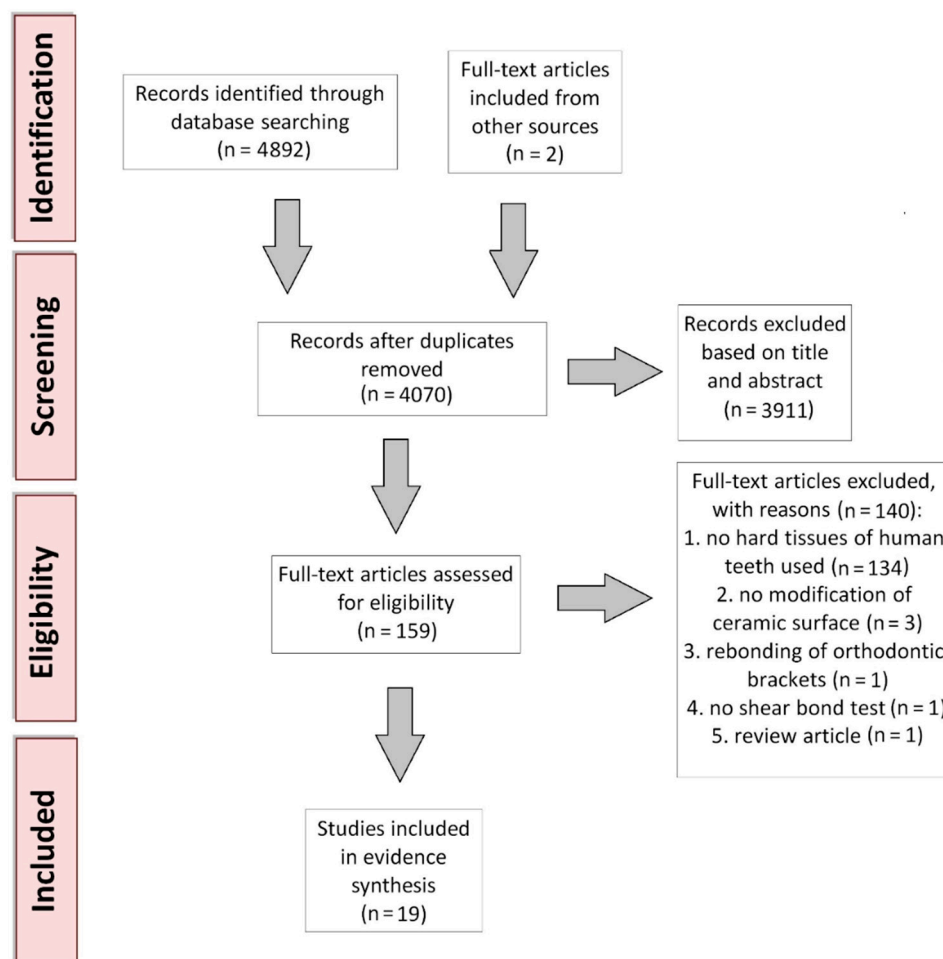 Identification
Records identified through
database searching
(n = 4892)
Full-text articles
included from
other sources
(n = 2)
Screening
Records after duplicates
removed
(n = 4070)
Records excluded
based on title
and abstract
(n = 3911)
Eligibility
Full-text articles assessed
for eligibility
(n = 159)
Full-text articles excluded,
with reasons (n = 140):
1. no hard tissues of human
teeth used (n = 134)
2. no modification of
ceramic surface (n = 3)
3. rebonding of orthodontic
brackets (n = 1)
4. no shear bond test (n = 1)
5. review article (n = 1)
Included
Studies included
in evidence
synthesis
(n = 19)